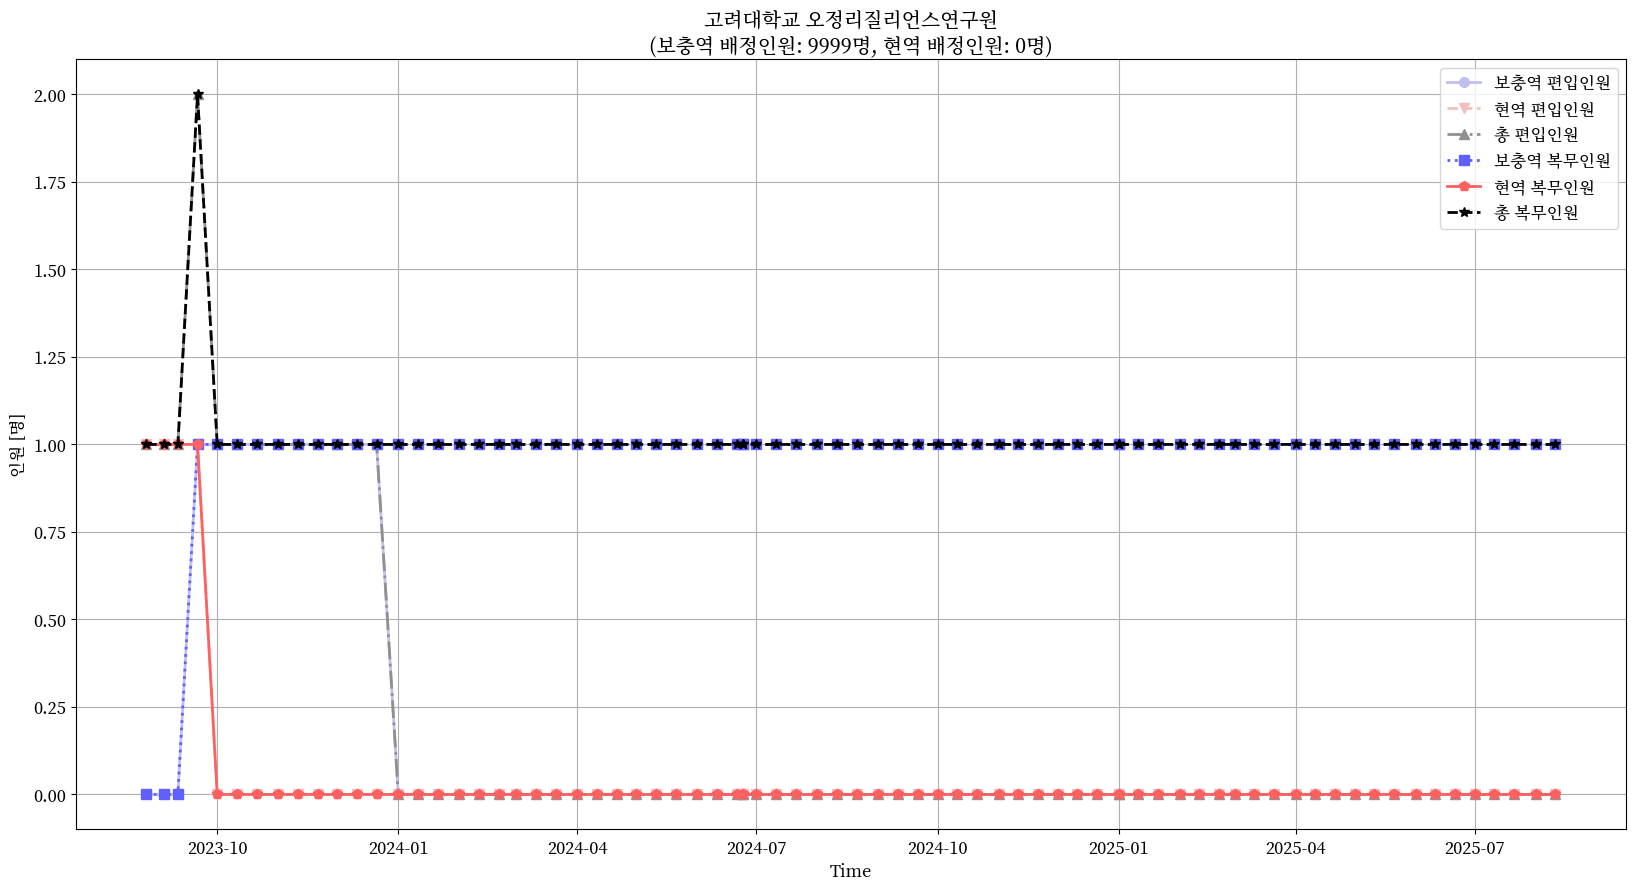 고려대학교 오정리질리언스연구원
(보충역 배정인원: 9999명, 현역 배정인원: 0명)
보충역 편입인원
현역 편입인원
총 편입인원
보충역 복무인원
현역 복무인원
총 복무인원
2.00
1.75
1.50
1.25
1.00
0.75
0.50
0.25
0.00
인원 [명]
2023-10
2024-01
2024-04
2024-07
2024-10
2025-01
2025-04
2025-07
Time